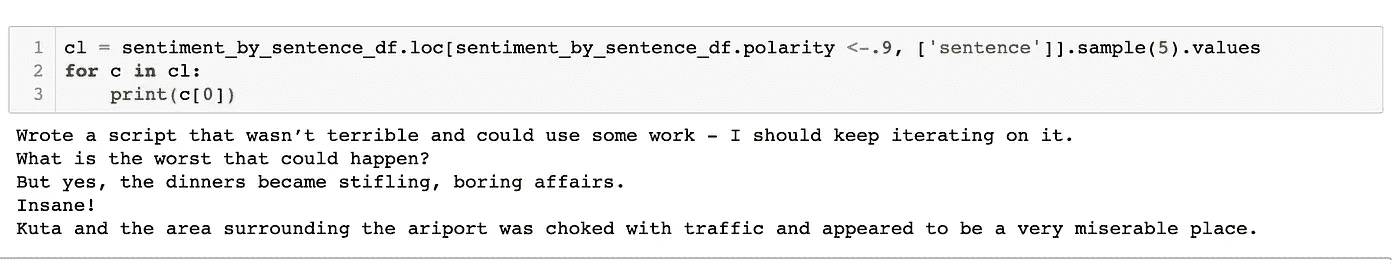 1 cl = sentiment_by_sentence_df.loc[sentiment_by_sentence_df.polarity <-.9, ['sentence']].sample(5).values
2 for c in cl:
3     print(c[0])
Wrote a script that wasn’t terrible and could use some work – I should keep iterating on it.
What is the worst that could happen?
But yes, the dinners became stifling, boring affairs.
Insane!
Kuta and the area surrounding the ariport was choked with traffic and appeared to be a very miserable place.